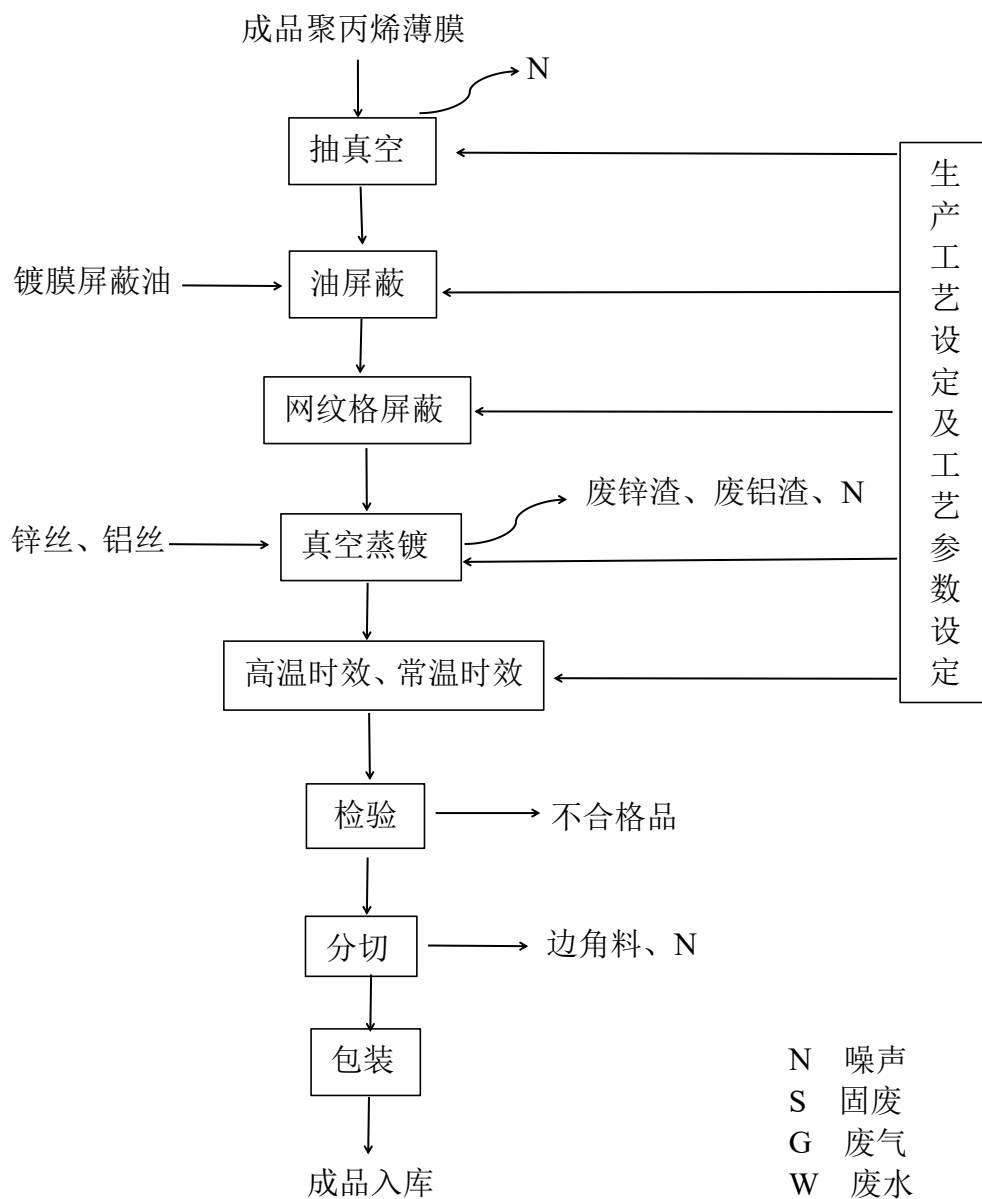 成品聚丙烯薄膜
N
抽真空
镀膜屏蔽油
油屏蔽
网纹格屏蔽
锌丝、铝丝
真空蒸镀
废锌渣、废铝渣、N
高温时效、常温时效
检验
不合格品
分切
边角料、N
包装
成品入库
生产工艺设定及工艺参数设定
N 噪声
S 固废
G 废气
W 废水